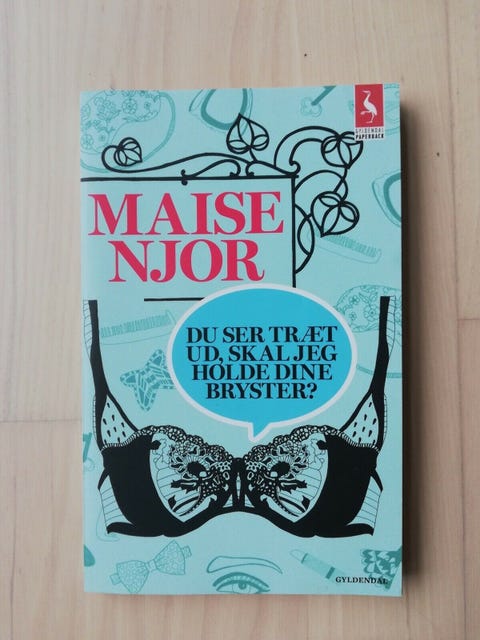 GYLDENDAL
PAPERBACK
MAISE
NJOR
DU SER TRÆT
UD, SKAL JEG
HOLDE DINE
BRYSTER?
GYLDENDAL